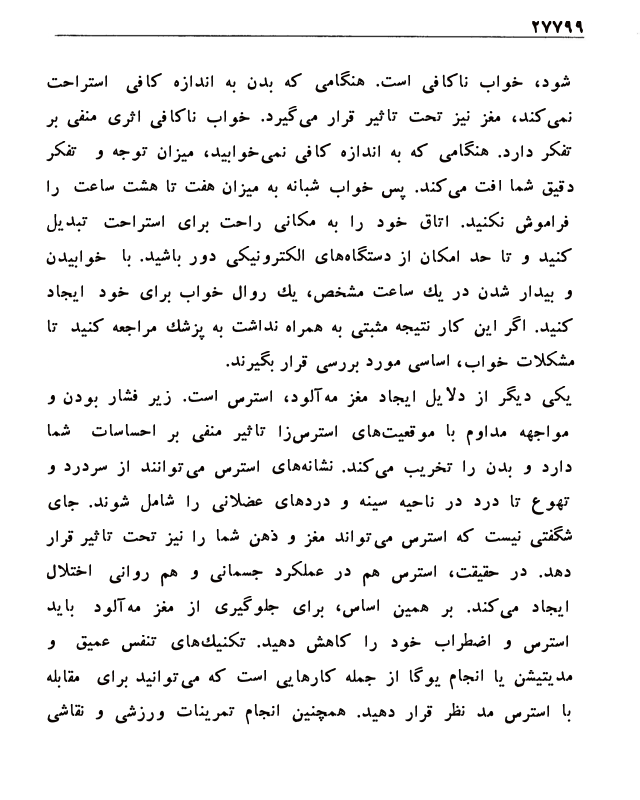 ۲۷۷۹۹
شود، خواب ناکافی است. هنگامی که بدن به اندازه کافی استراحت
نمی‌کند، مغز نیز تحت تاثیر قرار می‌گیرد. خواب ناکافی اثری منفی بر
تفکر دارد. هنگامی که به اندازه کافی نمی‌خوابید، میزان توجه و تفکر
دقیق شما افت می‌کند. پس خواب شبانه به میزان هفت تا هشت ساعت را
فراموش نکنید. اتاق خود را به مکانی راحت برای استراحت تبدیل
کنید و تا حد امکان از دستگاه‌های الکترونیکی دور باشید. با خوابیدن
و بیدار شدن در یك ساعت مشخص، یك روال خواب برای خود ایجاد
کنید. اگر این کار نتیجه مثبتی به همراه نداشت به پزشك مراجعه کنید تا
مشکلات خواب، اساسی مورد بررسی قرار بگیرند.
یکی دیگر از دلایل ایجاد مغز مه‌آلود، استرس است. زیر فشار بودن و
مواجهه مداوم با موقعیت‌های استرس‌زا تاثیر منفی بر احساسات شما
دارد و بدن را تخریب می‌کند. نشانه‌های استرس می‌توانند از سردرد و
تهوع تا درد در ناحیه سینه و دردهای عضلانی را شامل شوند. جای
شگفتی نیست که استرس می‌تواند مغز و ذهن شما را نیز تحت تاثیر قرار
دهد. در حقیقت، استرس هم در عملکرد جسمانی و هم روانی اختلال
ایجاد می‌کند. بر همین اساس، برای جلوگیری از مغز مه‌آلود باید
استرس و اضطراب خود را کاهش دهید. تکنیك‌های تنفس عمیق و
مدیتیشن یا انجام یوگا از جمله کارهایی است که می‌توانید برای مقابله
با استرس مد نظر قرار دهید. همچنین انجام تمرینات ورزشی و نقاشی